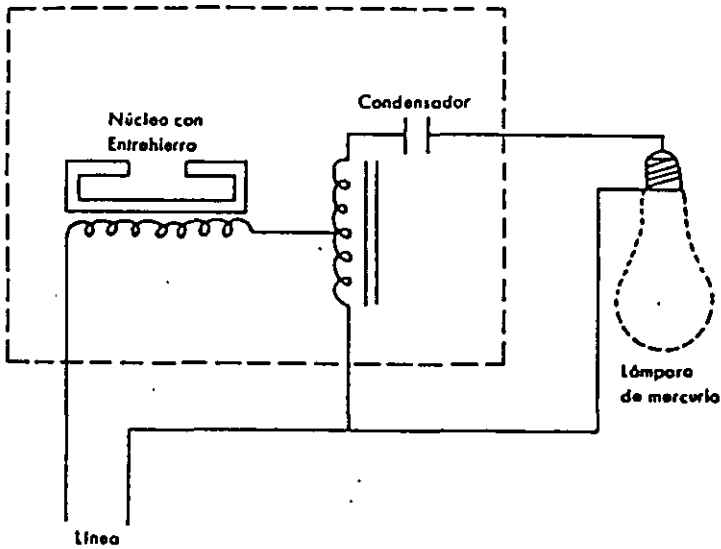 Condensador
Núcleo con
Entrehierro
Lámpara
de mercurio
Línea